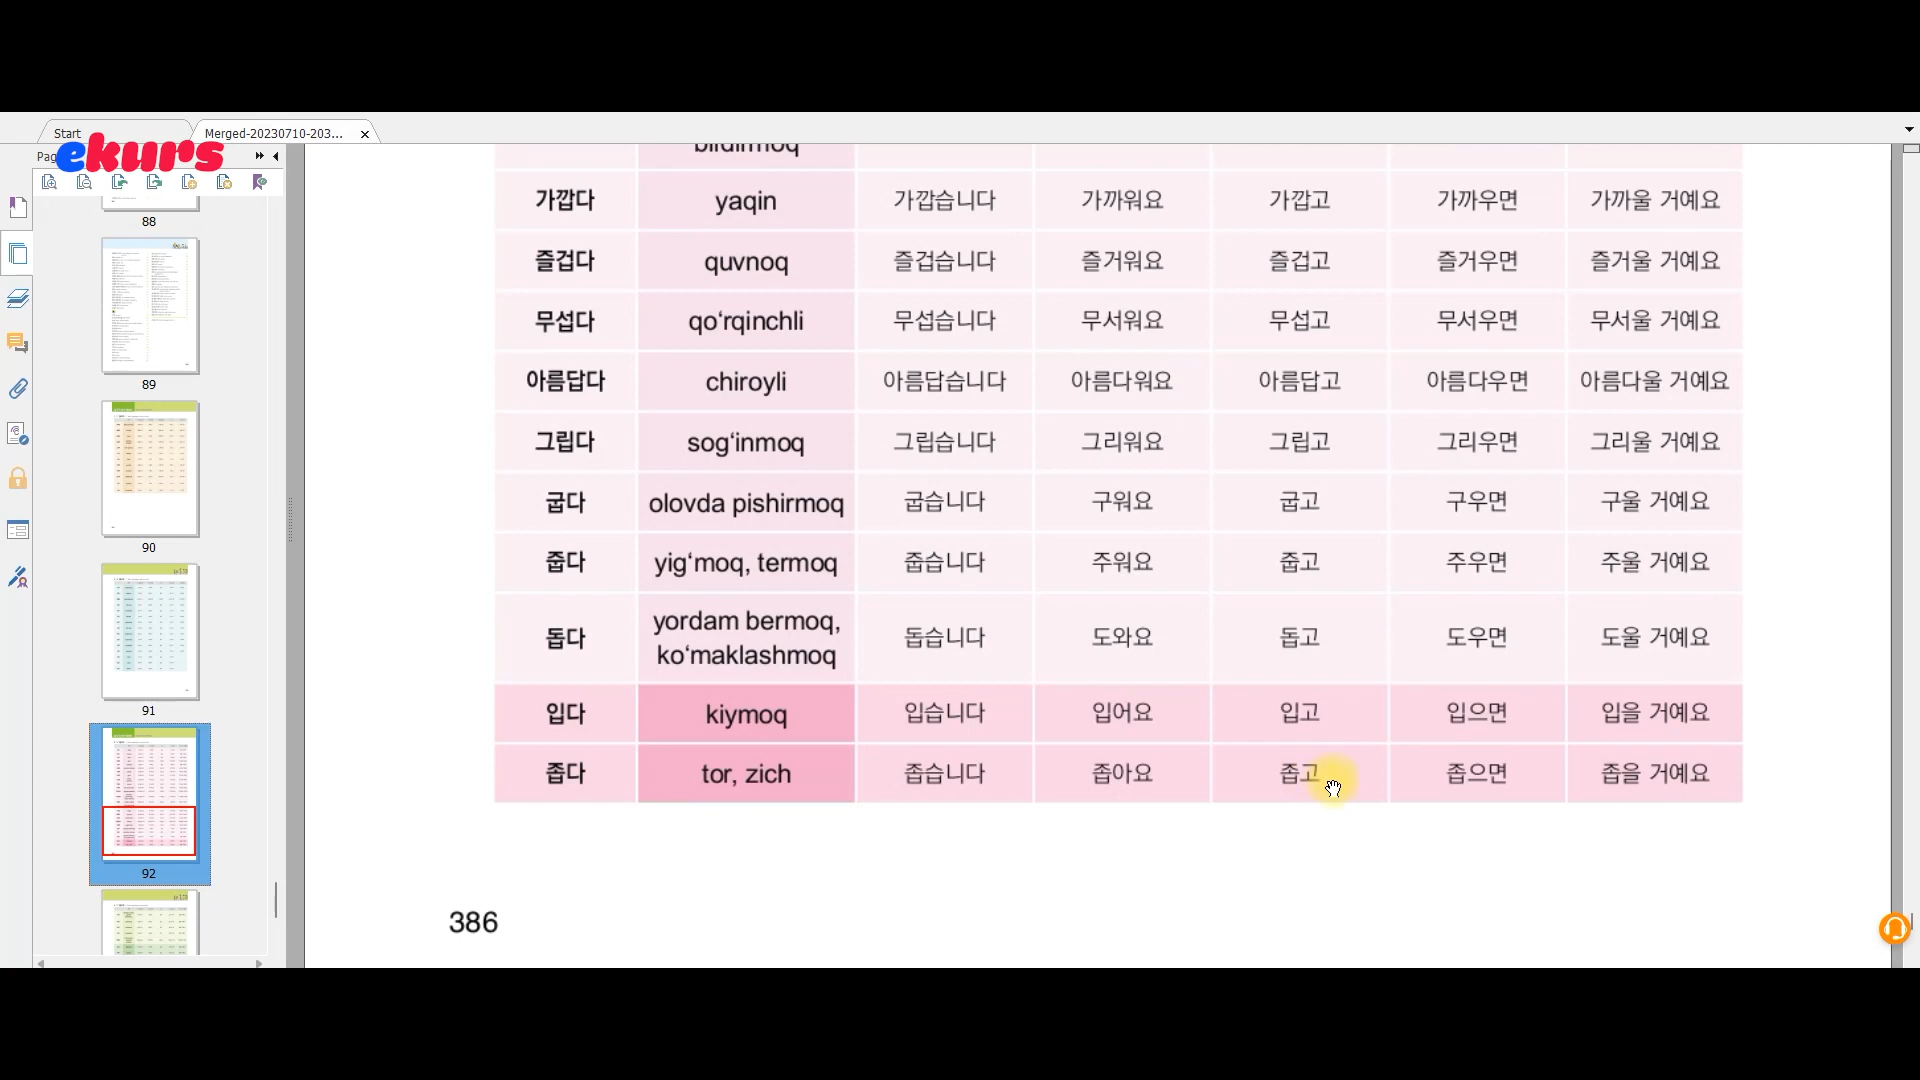 Start
Merged-20230710-203...
ekurs
88
89
90
91
92
birdirmoq
가깝다 yaqin 가깝습니다 가까워요 가깝고 가까우면 가까울 거예요
즐겁다 quvnoq 즐겁습니다 즐거워요 즐겁고 즐거우면 즐거울 거예요
무섭다 qo‘rqinchli 무섭습니다 무서워요 무섭고 무서우면 무서울 거예요
아름답다 chiroyli 아름답습니다 아름다워요 아름답고 아름다우면 아름다울 거예요
그립다 sog‘inmoq 그립습니다 그리워요 그립고 그리우면 그리울 거예요
굽다 olovda pishirmoq 굽습니다 구워요 굽고 구우면 구울 거예요
줍다 yig‘moq, termoq 줍습니다 주워요 줍고 주우면 주울 거예요
돕다 yordam bermoq, ko‘maklashmoq 돕습니다 도와요 돕고 도우면 도울 거예요
입다 kiymoq 입습니다 입어요 입고 입으면 입을 거예요
좁다 tor, zich 좁습니다 좁아요 좁고 좁으면 좁을 거예요
386